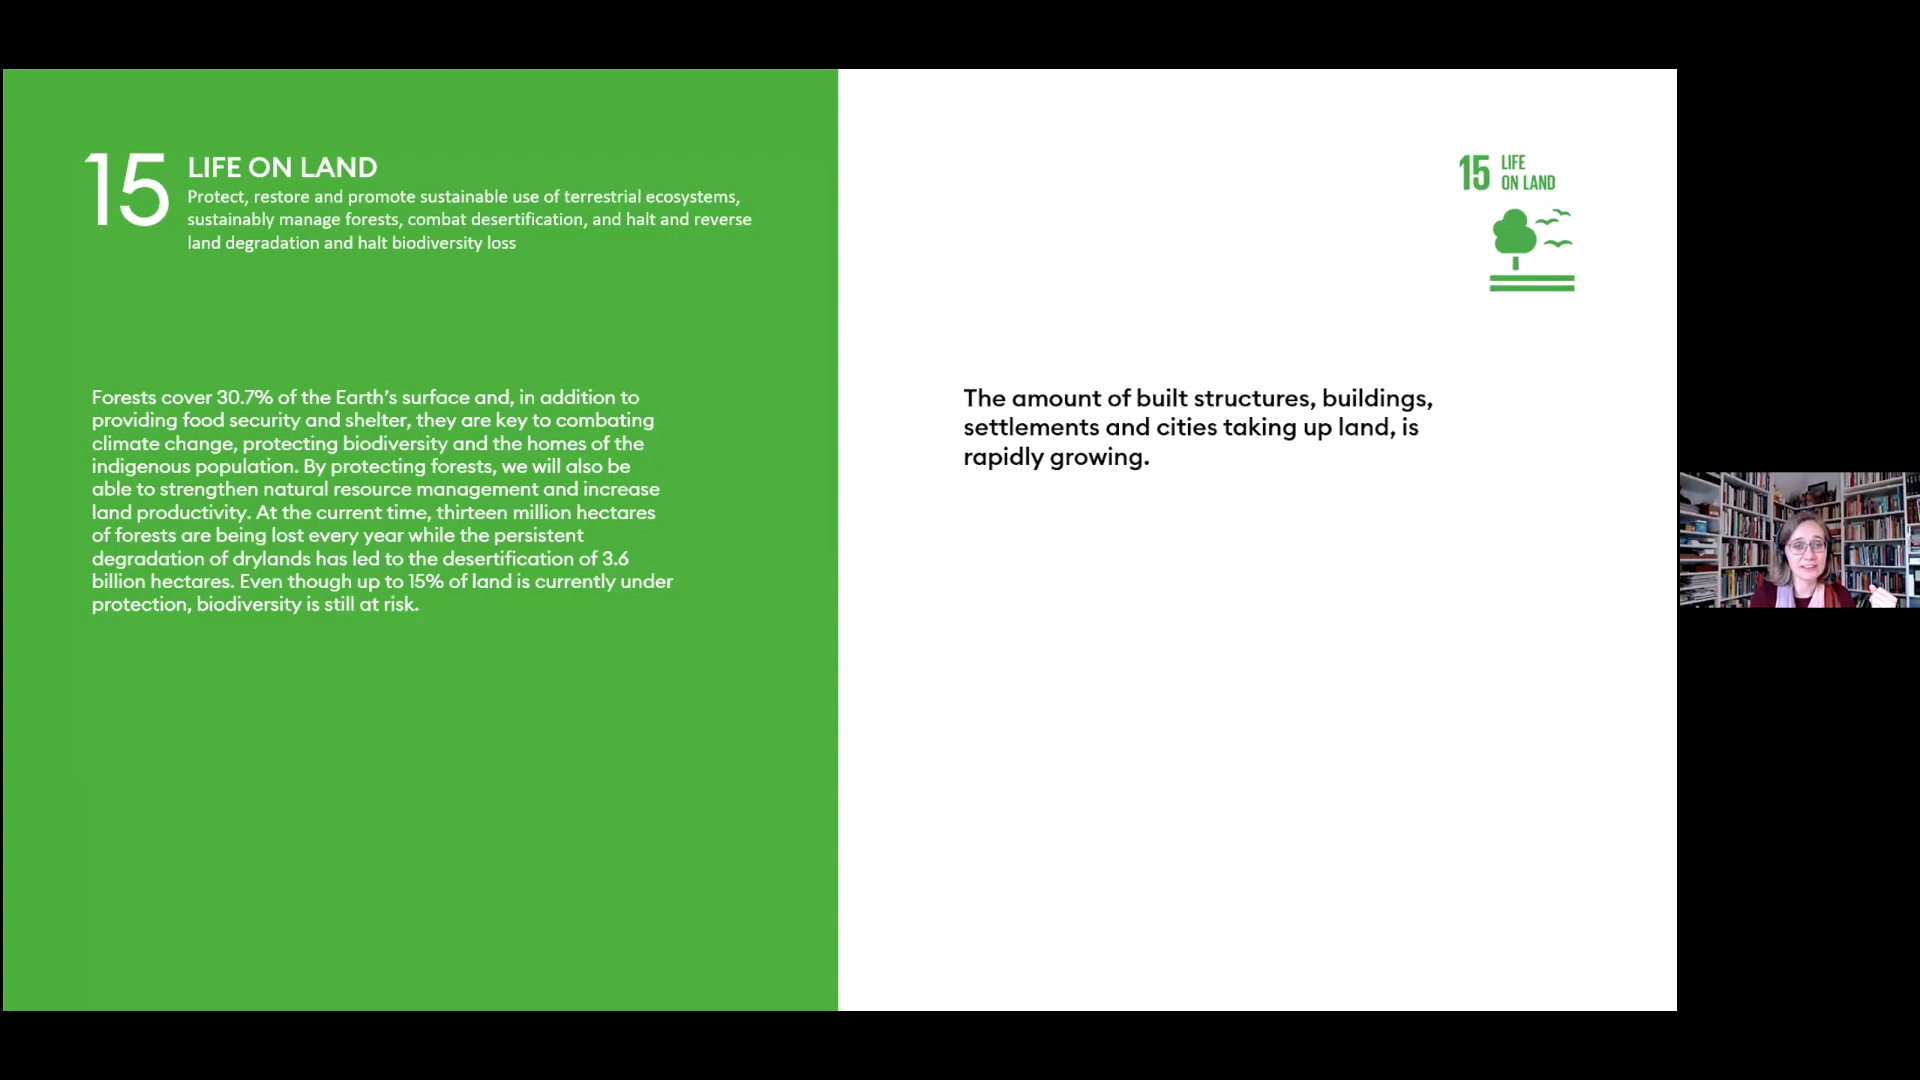 15
LIFE ON LAND
Protect, restore and promote sustainable use of terrestrial ecosystems,
sustainably manage forests, combat desertification, and halt and reverse
land degradation and halt biodiversity loss
Forests cover 30.7% of the Earth’s surface and, in addition to
providing food security and shelter, they are key to combating
climate change, protecting biodiversity and the homes of the
indigenous population. By protecting forests, we will also be
able to strengthen natural resource management and increase
land productivity. At the current time, thirteen million hectares
of forests are being lost every year while the persistent
degradation of drylands has led to the desertification of 3.6
billion hectares. Even though up to 15% of land is currently under
protection, biodiversity is still at risk.
15 LIFE
ON LAND
The amount of built structures, buildings,
settlements and cities taking up land, is
rapidly growing.